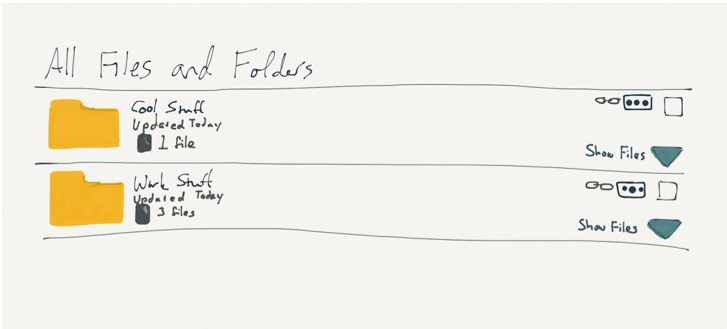 All Files and Folders
Cool Stuff
Updated Today
1 file
Show Files
Work Stuff
Updated Today
3 files
Show Files